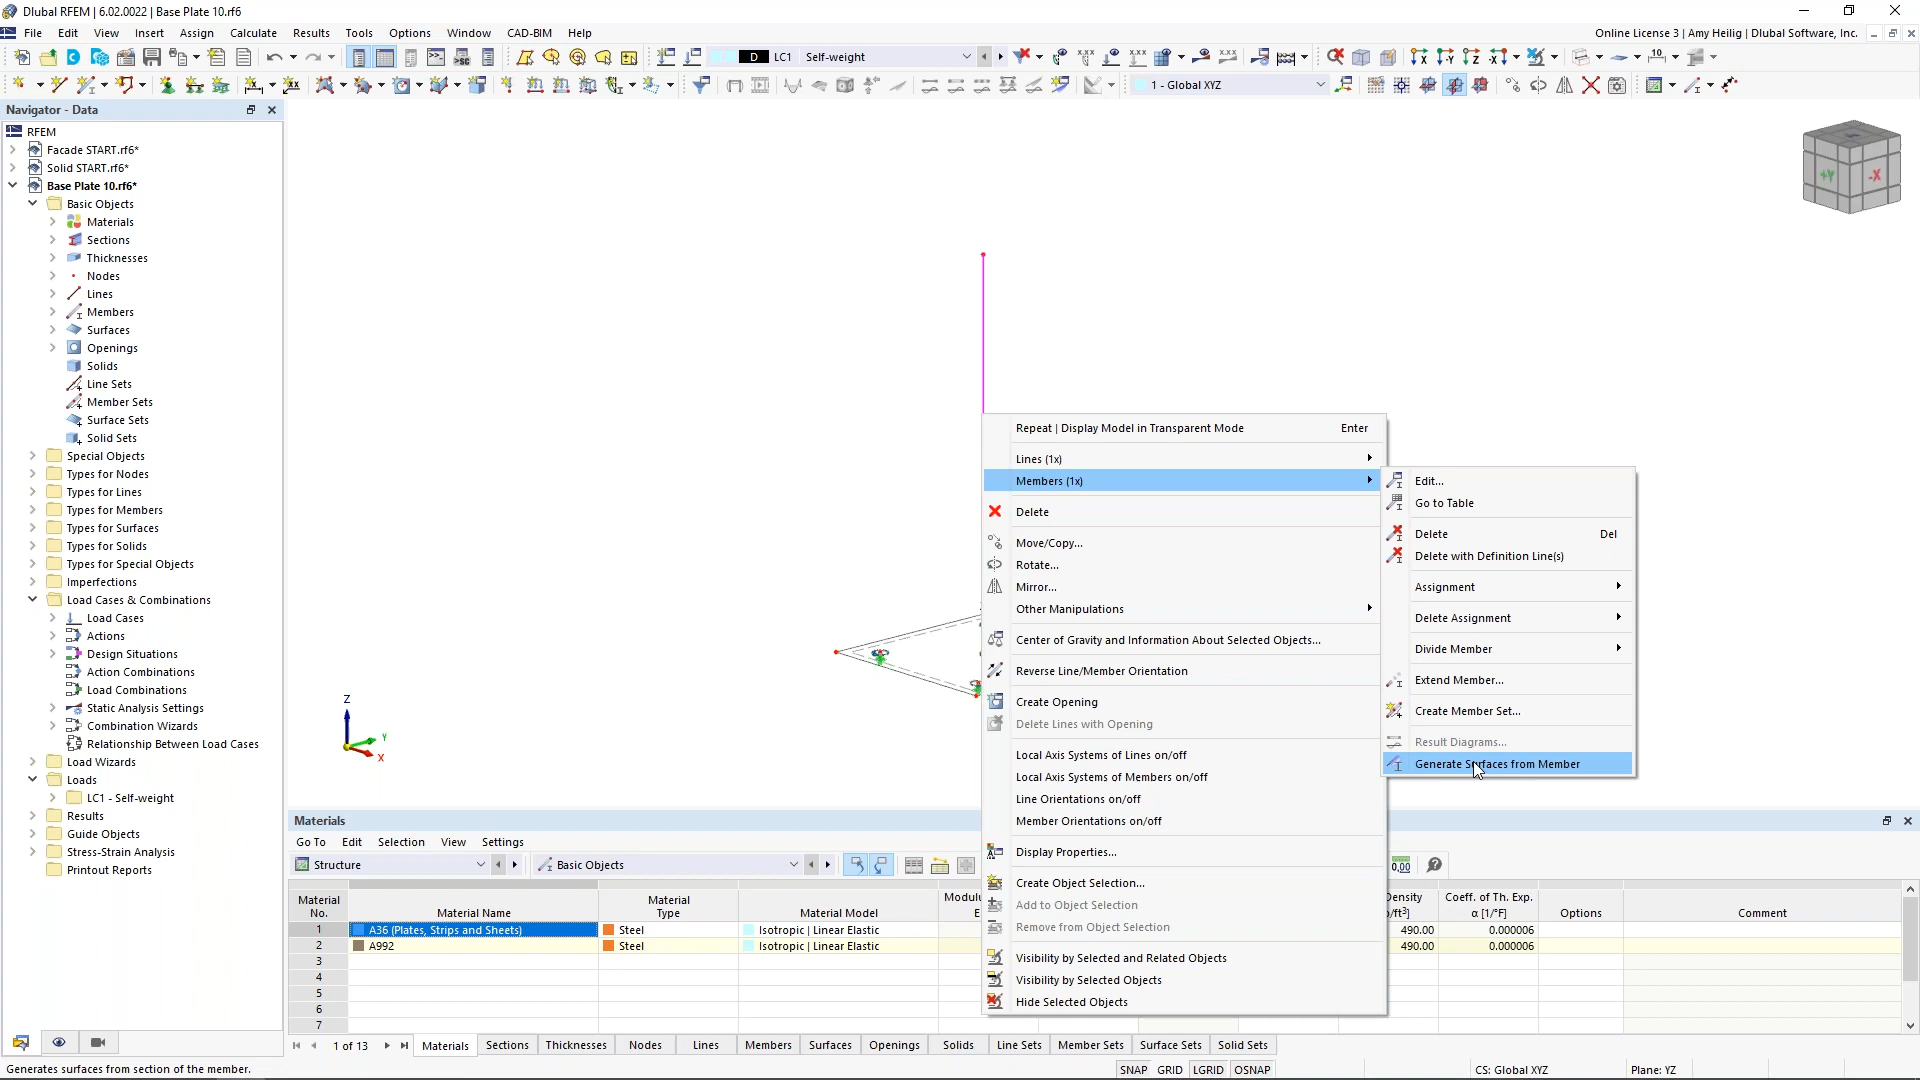 Dlubal RFEM | 6.02.0022 | Base Plate 10.rf6
File Edit View Insert Assign Calculate Results Tools Options Window CAD-BIM Help
Online License 3 | Amy Heilig | Dlubal Software, Inc.
D LC1 Self-weight
1 - Global XYZ
Navigator - Data
RFEM
Facade START.rf6*
Solid START.rf6*
Base Plate 10.rf6*
Basic Objects
Materials
Sections
Thicknesses
Nodes
Lines
Members
Surfaces
Openings
Solids
Line Sets
Member Sets
Surface Sets
Solid Sets
Special Objects
Types for Nodes
Types for Lines
Types for Members
Types for Surfaces
Types for Solids
Types for Special Objects
Imperfections
Load Cases & Combinations
Load Cases
Actions
Design Situations
Action Combinations
Load Combinations
Static Analysis Settings
Combination Wizards
Relationship Between Load Cases
Load Wizards
Loads
LC1 - Self-weight
Results
Guide Objects
Stress-Strain Analysis
Printout Reports
+Y -X
Z
Y
X
Repeat | Display Model in Transparent Mode Enter
Lines (1x)
Members (1x)
Delete
Move/Copy...
Rotate...
Mirror...
Other Manipulations
Center of Gravity and Information About Selected Objects...
Reverse Line/Member Orientation
Create Opening
Delete Lines with Opening
Local Axis Systems of Lines on/off
Local Axis Systems of Members on/off
Line Orientations on/off
Member Orientations on/off
Display Properties...
Create Object Selection...
Add to Object Selection
Remove from Object Selection
Visibility by Selected and Related Objects
Visibility by Selected Objects
Hide Selected Objects
Edit...
Go to Table
Delete Del
Delete with Definition Line(s)
Assignment
Delete Assignment
Divide Member
Extend Member...
Create Member Set...
Result Diagrams...
Generate Surfaces from Member
Materials
Go To Edit Selection View Settings
Structure Basic Objects
Material No. Material Name Material Type Material Model Coeff. of Th. Exp. α [1/°F] Options Comment
1 A36 (Plates, Strips and Sheets) Steel Isotropic | Linear Elastic 490.00 0.000006
2 A992 Steel Isotropic | Linear Elastic 490.00 0.000006
3
4
5
6
7
1 of 13 Materials Sections Thicknesses Nodes Lines Members Surfaces Openings Solids Line Sets Member Sets Surface Sets Solid Sets
Generates surfaces from section of the member.
SNAP GRID LGRID OSNAP CS: Global XYZ Plane: YZ